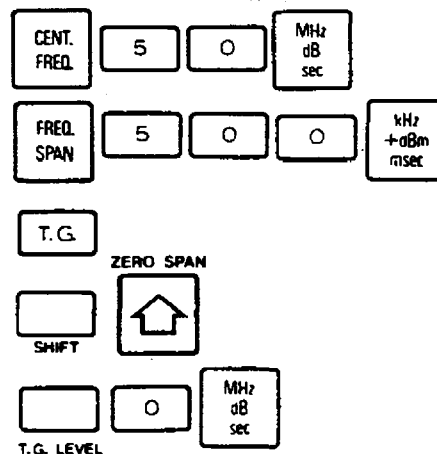 CENT. FREQ. 5 0 MHz dB sec
FREQ. SPAN 5 0 0 kHz +dBm msec
T.G.
ZERO SPAN
SHIFT
0 MHz dB sec
T.G. LEVEL